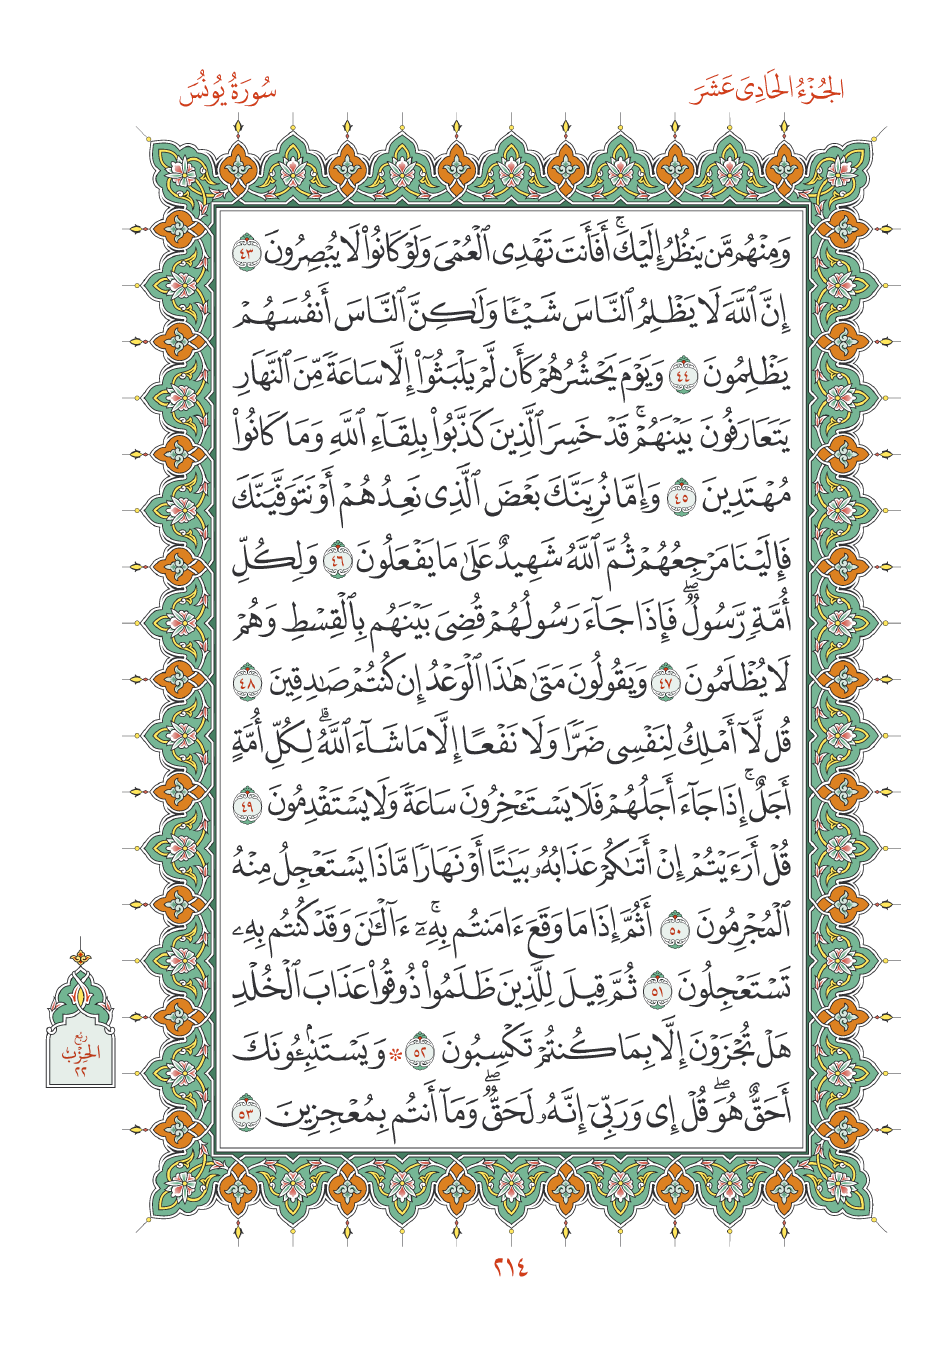 الجُزْءُ الحَادِىَ عَشَرَ
سُورَةُ يُونُسَ
وَمِنْهُم مَّن يَنظُرُ إِلَيْكَۚ أَفَأَنتَ تَهْدِى ٱلْعُمْىَ وَلَوْ كَانُوا۟ لَا يُبْصِرُونَ ٤٣
إِنَّ ٱللَّهَ لَا يَظْلِمُ ٱلنَّاسَ شَيْـًٔا وَلَـٰكِنَّ ٱلنَّاسَ أَنفُسَهُمْ
يَظْلِمُونَ ٤٤ وَيَوْمَ يَحْشُرُهُمْ كَأَن لَّمْ يَلْبَثُوٓا۟ إِلَّا سَاعَةً مِّنَ ٱلنَّهَارِ
يَتَعَارَفُونَ بَيْنَهُمْۚ قَدْ خَسِرَ ٱلَّذِينَ كَذَّبُوا۟ بِلِقَآءِ ٱللَّهِ وَمَا كَانُوا۟
مُهْتَدِينَ ٤٥ وَإِمَّا نُرِيَنَّكَ بَعْضَ ٱلَّذِى نَعِدُهُمْ أَوْ نَتَوَفَّيَنَّكَ
فَإِلَيْنَا مَرْجِعُهُمْ ثُمَّ ٱللَّهُ شَهِيدٌ عَلَىٰ مَا يَفْعَلُونَ ٤٦ وَلِكُلِّ
أُمَّةٍ رَّسُولٌۖ فَإِذَا جَآءَ رَسُولُهُمْ قُضِىَ بَيْنَهُم بِٱلْقِسْطِ وَهُمْ
لَا يُظْلَمُونَ ٤٧ وَيَقُولُونَ مَتَىٰ هَـٰذَا ٱلْوَعْدُ إِن كُنتُمْ صَـٰدِقِينَ ٤٨
قُل لَّآ أَمْلِكُ لِنَفْسِى ضَرًّا وَلَا نَفْعًا إِلَّا مَا شَآءَ ٱللَّهُۗ لِكُلِّ أُمَّةٍ
أَجَلٌۚ إِذَا جَآءَ أَجَلُهُمْ فَلَا يَسْتَـْٔخِرُونَ سَاعَةً وَلَا يَسْتَقْدِمُونَ ٤٩
قُلْ أَرَءَيْتُمْ إِنْ أَتَىٰكُمْ عَذَابُهُۥ بَيَـٰتًا أَوْ نَهَارًا مَّاذَا يَسْتَعْجِلُ مِنْهُ
ٱلْمُجْرِمُونَ ٥٠ أَثُمَّ إِذَا مَا وَقَعَ ءَامَنتُم بِهِۦٓۚ ءَآلْـَٔـٰنَ وَقَدْ كُنتُم بِهِۦ
تَسْتَعْجِلُونَ ٥١ ثُمَّ قِيلَ لِلَّذِينَ ظَلَمُوا۟ ذُوقُوا۟ عَذَابَ ٱلْخُلْدِ
هَلْ تُجْزَوْنَ إِلَّا بِمَا كُنتُمْ تَكْسِبُونَ ٥٢ ۞ وَيَسْتَنۢبِـُٔونَكَ
أَحَقٌّ هُوَۖ قُلْ إِى وَرَبِّىٓ إِنَّهُۥ لَحَقٌّۖ وَمَآ أَنتُم بِمُعْجِزِينَ ٥٣
ربع
الحِزْبُ
٢٢
٢١٤